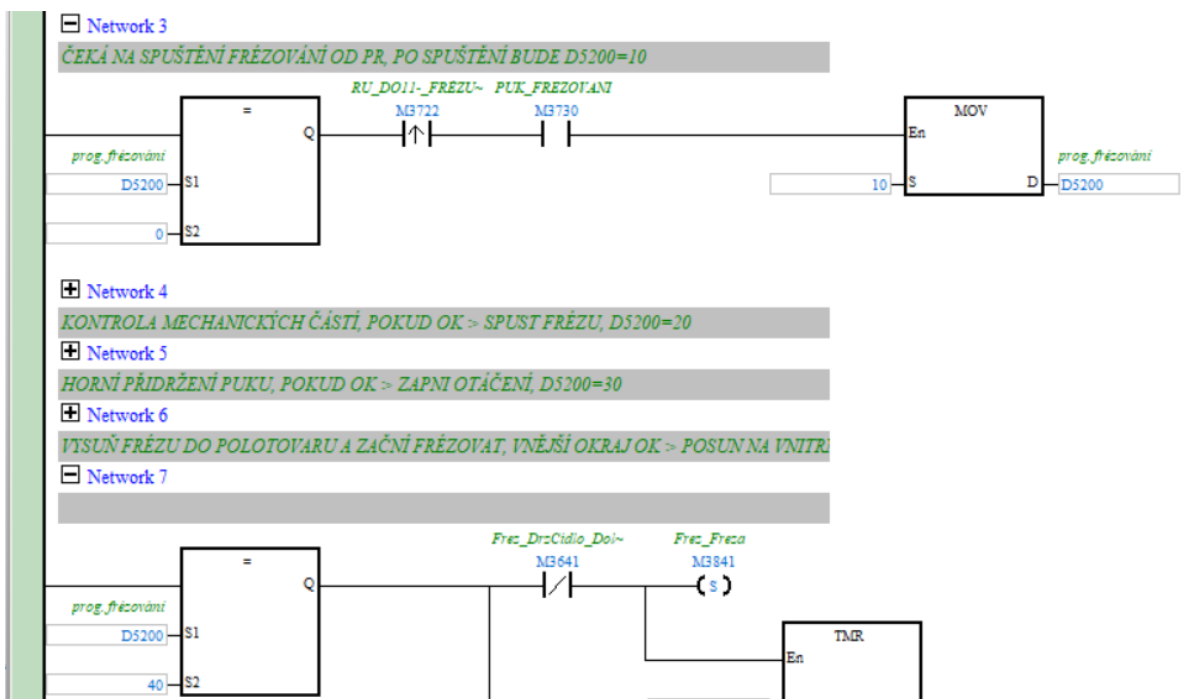 Network 3
ČEKÁ NA SPUŠTĚNÍ FRÉZOVÁNÍ OD PR, PO SPUŠTĚNÍ BUDE D5200=10
RU_DO11-_FRÉZU~ PUK_FREZOVANI
= M3722 M3730 MOV
Q En
prog.frézování prog.frézování
D5200 S1 10 S D D5200
0 S2
Network 4
KONTROLA MECHANICKÝCH ČÁSTÍ, POKUD OK > SPUST FRÉZU, D5200=20
Network 5
HORNÍ PŘIDRŽENÍ PUKU, POKUD OK > ZAPNI OTÁČENÍ, D5200=30
Network 6
VYSUŇ FRÉZU DO POLOTOVARU A ZAČNÍ FRÉZOVAT, VNĚJŠÍ OKRAJ OK > POSUN NA VNITRI
Network 7
Frez_DrzCidlo_Dol~ Frez_Freza
= M3641 M3841
Q S
prog.frézování
D5200 S1 TMR
En
40 S2